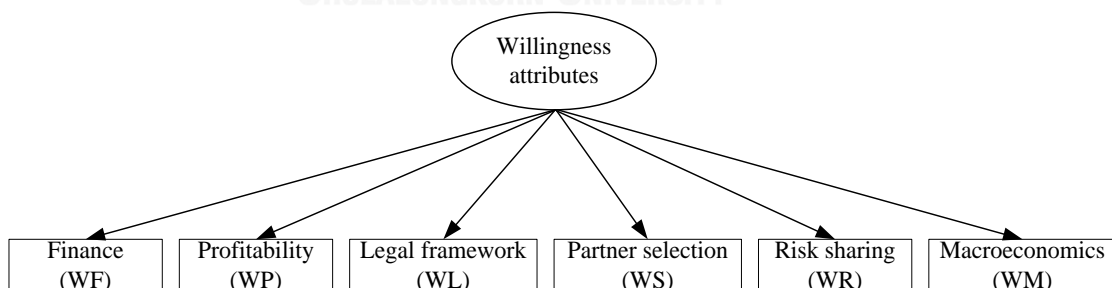 Willingness
attributes
Finance
(WF)
Profitability
(WP)
Legal framework
(WL)
Partner selection
(WS)
Risk sharing
(WR)
Macroeconomics
(WM)